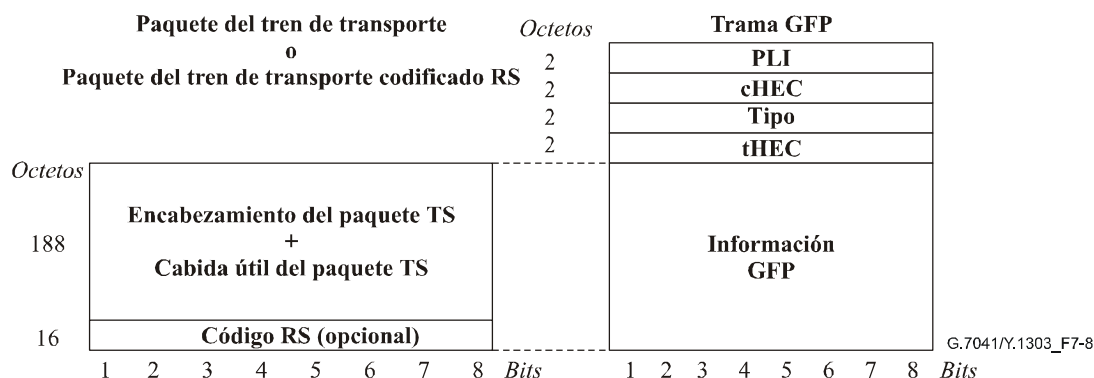 Paquete del tren de transporte
o
Paquete del tren de transporte codificado RS
Octetos
Trama GFP
2
PLI
2
cHEC
2
Tipo
2
tHEC
Octetos
188
Encabezamiento del paquete TS
+
Cabida útil del paquete TS
Información
GFP
16
Código RS (opcional)
G.7041/Y.1303_F7-8
1 2 3 4 5 6 7 8 Bits
1 2 3 4 5 6 7 8 Bits